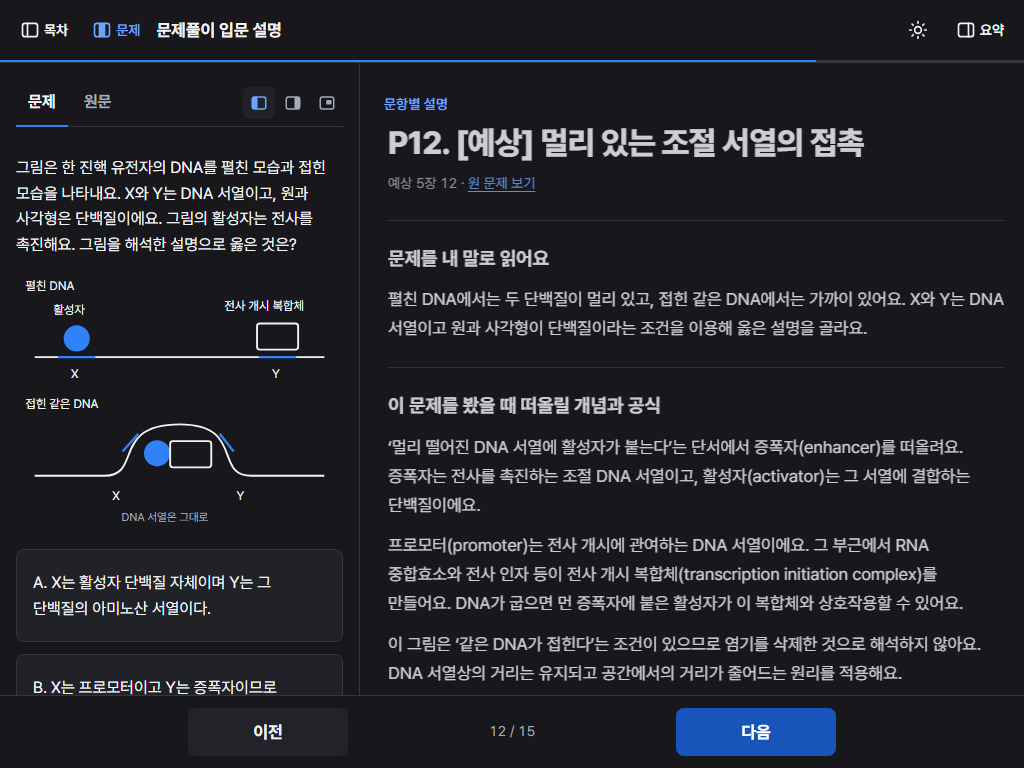 목차
문제
문제풀이 입문 설명
요약
문제
원문
그림은 한 진핵 유전자의 DNA를 펼친 모습과 접힌
모습을 나타내요. X와 Y는 DNA 서열이고, 원과
사각형은 단백질이에요. 그림의 활성자는 전사를
촉진해요. 그림을 해석한 설명으로 옳은 것은?
펼친 DNA
활성자
전사 개시 복합체
X
Y
접힌 같은 DNA
X
Y
DNA 서열은 그대로
A. X는 활성자 단백질 자체이며 Y는 그
단백질의 아미노산 서열이다.
B. X는 프로모터이고 Y는 증폭자이므로
문항별 설명
P12. [예상] 멀리 있는 조절 서열의 접촉
예상 5장 12 · 원 문제 보기
문제를 내 말로 읽어요
펼친 DNA에서는 두 단백질이 멀리 있고, 접힌 같은 DNA에서는 가까이 있어요. X와 Y는 DNA
서열이고 원과 사각형이 단백질이라는 조건을 이용해 옳은 설명을 골라요.
이 문제를 봤을 때 떠올릴 개념과 공식
‘멀리 떨어진 DNA 서열에 활성자가 붙는다’는 단서에서 증폭자(enhancer)를 떠올려요.
증폭자는 전사를 촉진하는 조절 DNA 서열이고, 활성자(activator)는 그 서열에 결합하는
단백질이에요.
프로모터(promoter)는 전사 개시에 관여하는 DNA 서열이에요. 그 부근에서 RNA
중합효소와 전사 인자 등이 전사 개시 복합체(transcription initiation complex)를
만들어요. DNA가 굽으면 먼 증폭자에 붙은 활성자가 이 복합체와 상호작용할 수 있어요.
이 그림은 ‘같은 DNA가 접힌다’는 조건이 있으므로 염기를 삭제한 것으로 해석하지 않아요.
DNA 서열상의 거리는 유지되고 공간에서의 거리가 줄어드는 원리를 적용해요.
이전
12 / 15
다음